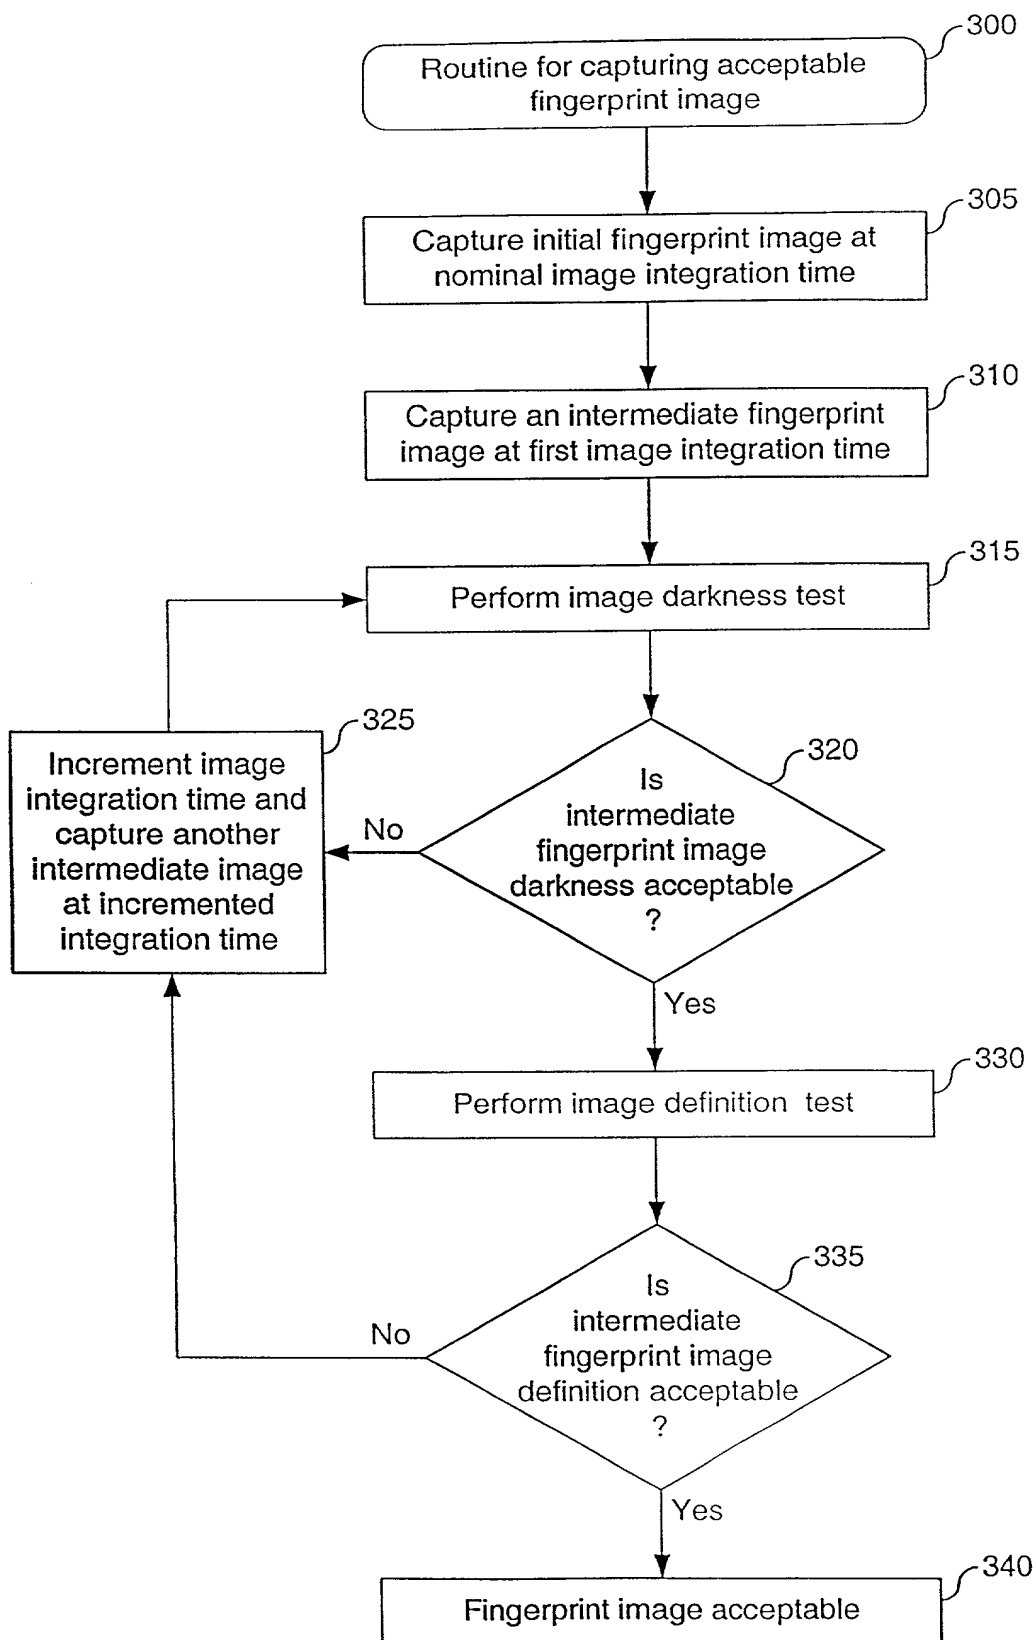 300
Routine for capturing acceptable
fingerprint image
305
Capture initial fingerprint image at
nominal image integration time
310
Capture an intermediate fingerprint
image at first image integration time
315
Perform image darkness test
325
Increment image
integration time and
capture another
intermediate image
at incremented
integration time
320
Is
intermediate
fingerprint image
darkness acceptable
?
No
Yes
330
Perform image definition test
335
Is
intermediate
fingerprint image
definition acceptable
?
No
Yes
340
Fingerprint image acceptable